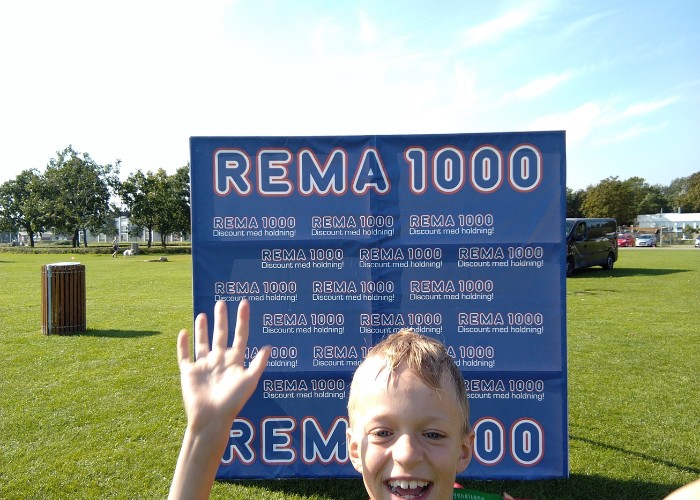 REMA 1000
REMA 1000 REMA 1000 REMA 1000
Discount med holdning! Discount med holdning! Discount med holdning!
REMA 1000 REMA 1000 REMA 1000
Discount med holdning! Discount med holdning! Discount med holdning!
REMA 1000 REMA 1000 REMA 1000
Discount med holdning! Discount med holdning! Discount med holdning!
REMA 1000 REMA 1000 REMA 1000
Discount med holdning! Discount med holdning! Discount med holdning!
1000 REMA 1000
holdning! Discount med holdning!
REMA 1000 REMA 1000
Discount med holdning! Discount med holdning!
REM 00